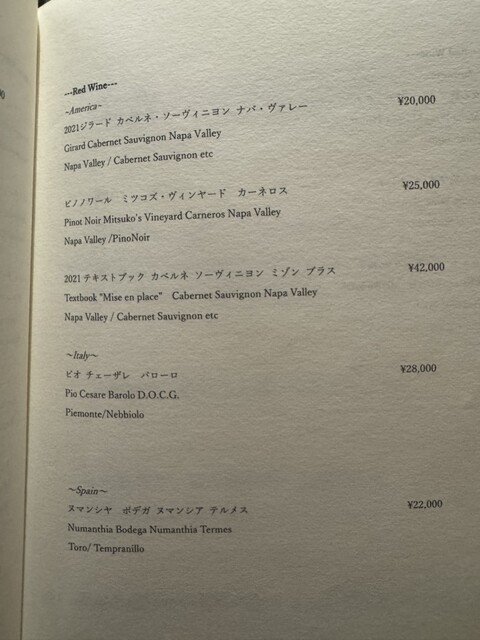 ---Red Wine---
~America~
2021ジラード カベルネ・ソーヴィニヨン ナパ・ヴァレー ¥20,000
Girard Cabernet Sauvignon Napa Valley
Napa Valley / Cabernet Sauvignon etc
ピノノワール ミツコズ・ヴィンヤード カーネロス ¥25,000
Pinot Noir Mitsuko's Vineyard Carneros Napa Valley
Napa Valley /PinoNoir
2021 テキストブック カベルネ ソーヴィニヨン ミゾン プラス ¥42,000
Textbook "Mise en place" Cabernet Sauvignon Napa Valley
Napa Valley / Cabernet Sauvignon etc
~Italy~
ピオ チェーザレ バローロ ¥28,000
Pio Cesare Barolo D.O.C.G.
Piemonte/Nebbiolo
~Spain~
ヌマンシヤ ボデガ ヌマンシア テルメス ¥22,000
Numanthia Bodega Numanthia Termes
Toro/ Tempranillo